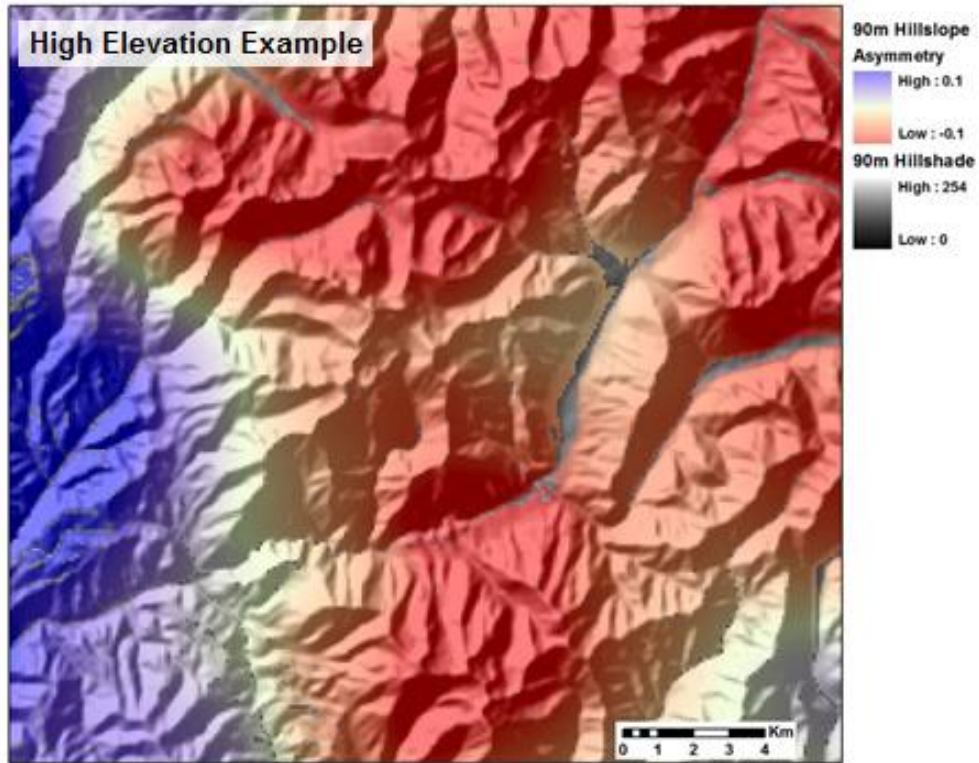 High Elevation Example
90m Hillslope
Asymmetry
High : 0.1
Low : -0.1
90m Hillshade
High : 254
Low : 0
Km
0 1 2 3 4